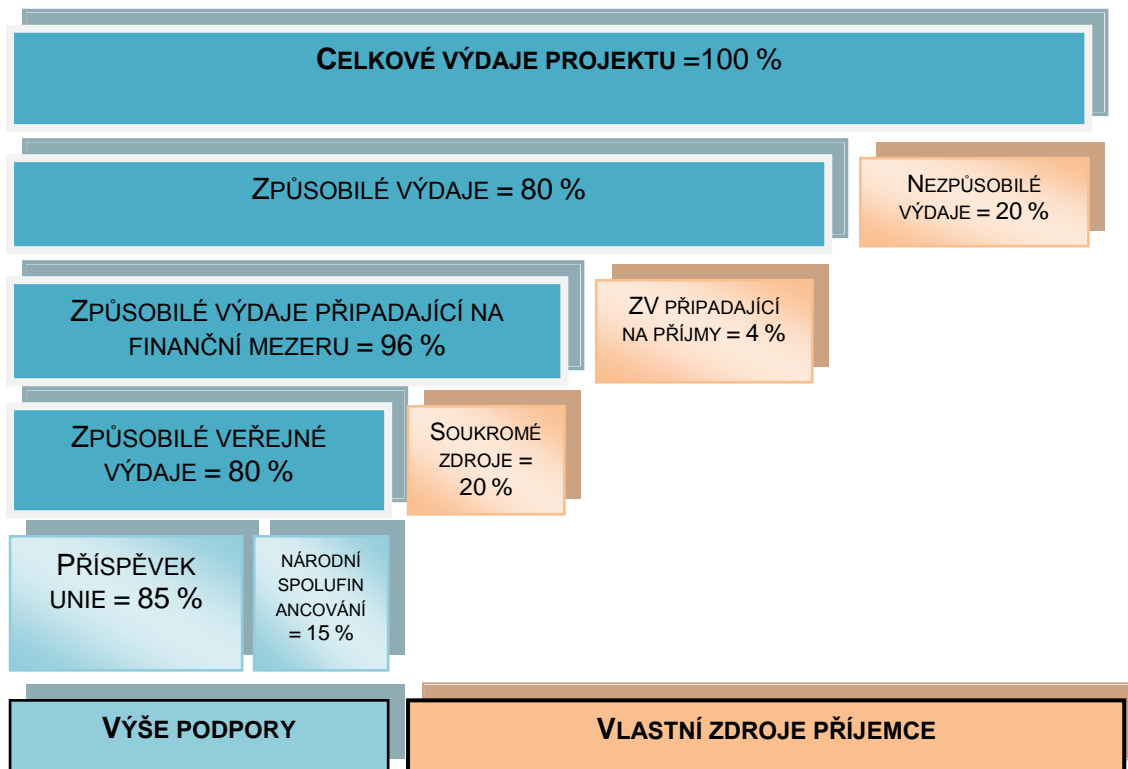 CELKOVÉ VÝDAJE PROJEKTU =100 %
ZPŮSOBILÉ VÝDAJE = 80 %
NEZPŮSOBILÉ
VÝDAJE = 20 %
ZPŮSOBILÉ VÝDAJE PŘIPADAJÍCÍ NA
FINANČNÍ MEZERU = 96 %
ZV PŘIPADAJÍCÍ
NA PŘÍJMY = 4 %
ZPŮSOBILÉ VEŘEJNÉ
VÝDAJE = 80 %
SOUKROMÉ
ZDROJE =
20 %
PŘÍSPĚVEK
UNIE = 85 %
NÁRODNÍ
SPOLUFIN
ANCOVÁNÍ
= 15 %
VÝŠE PODPORY
VLASTNÍ ZDROJE PŘÍJEMCE